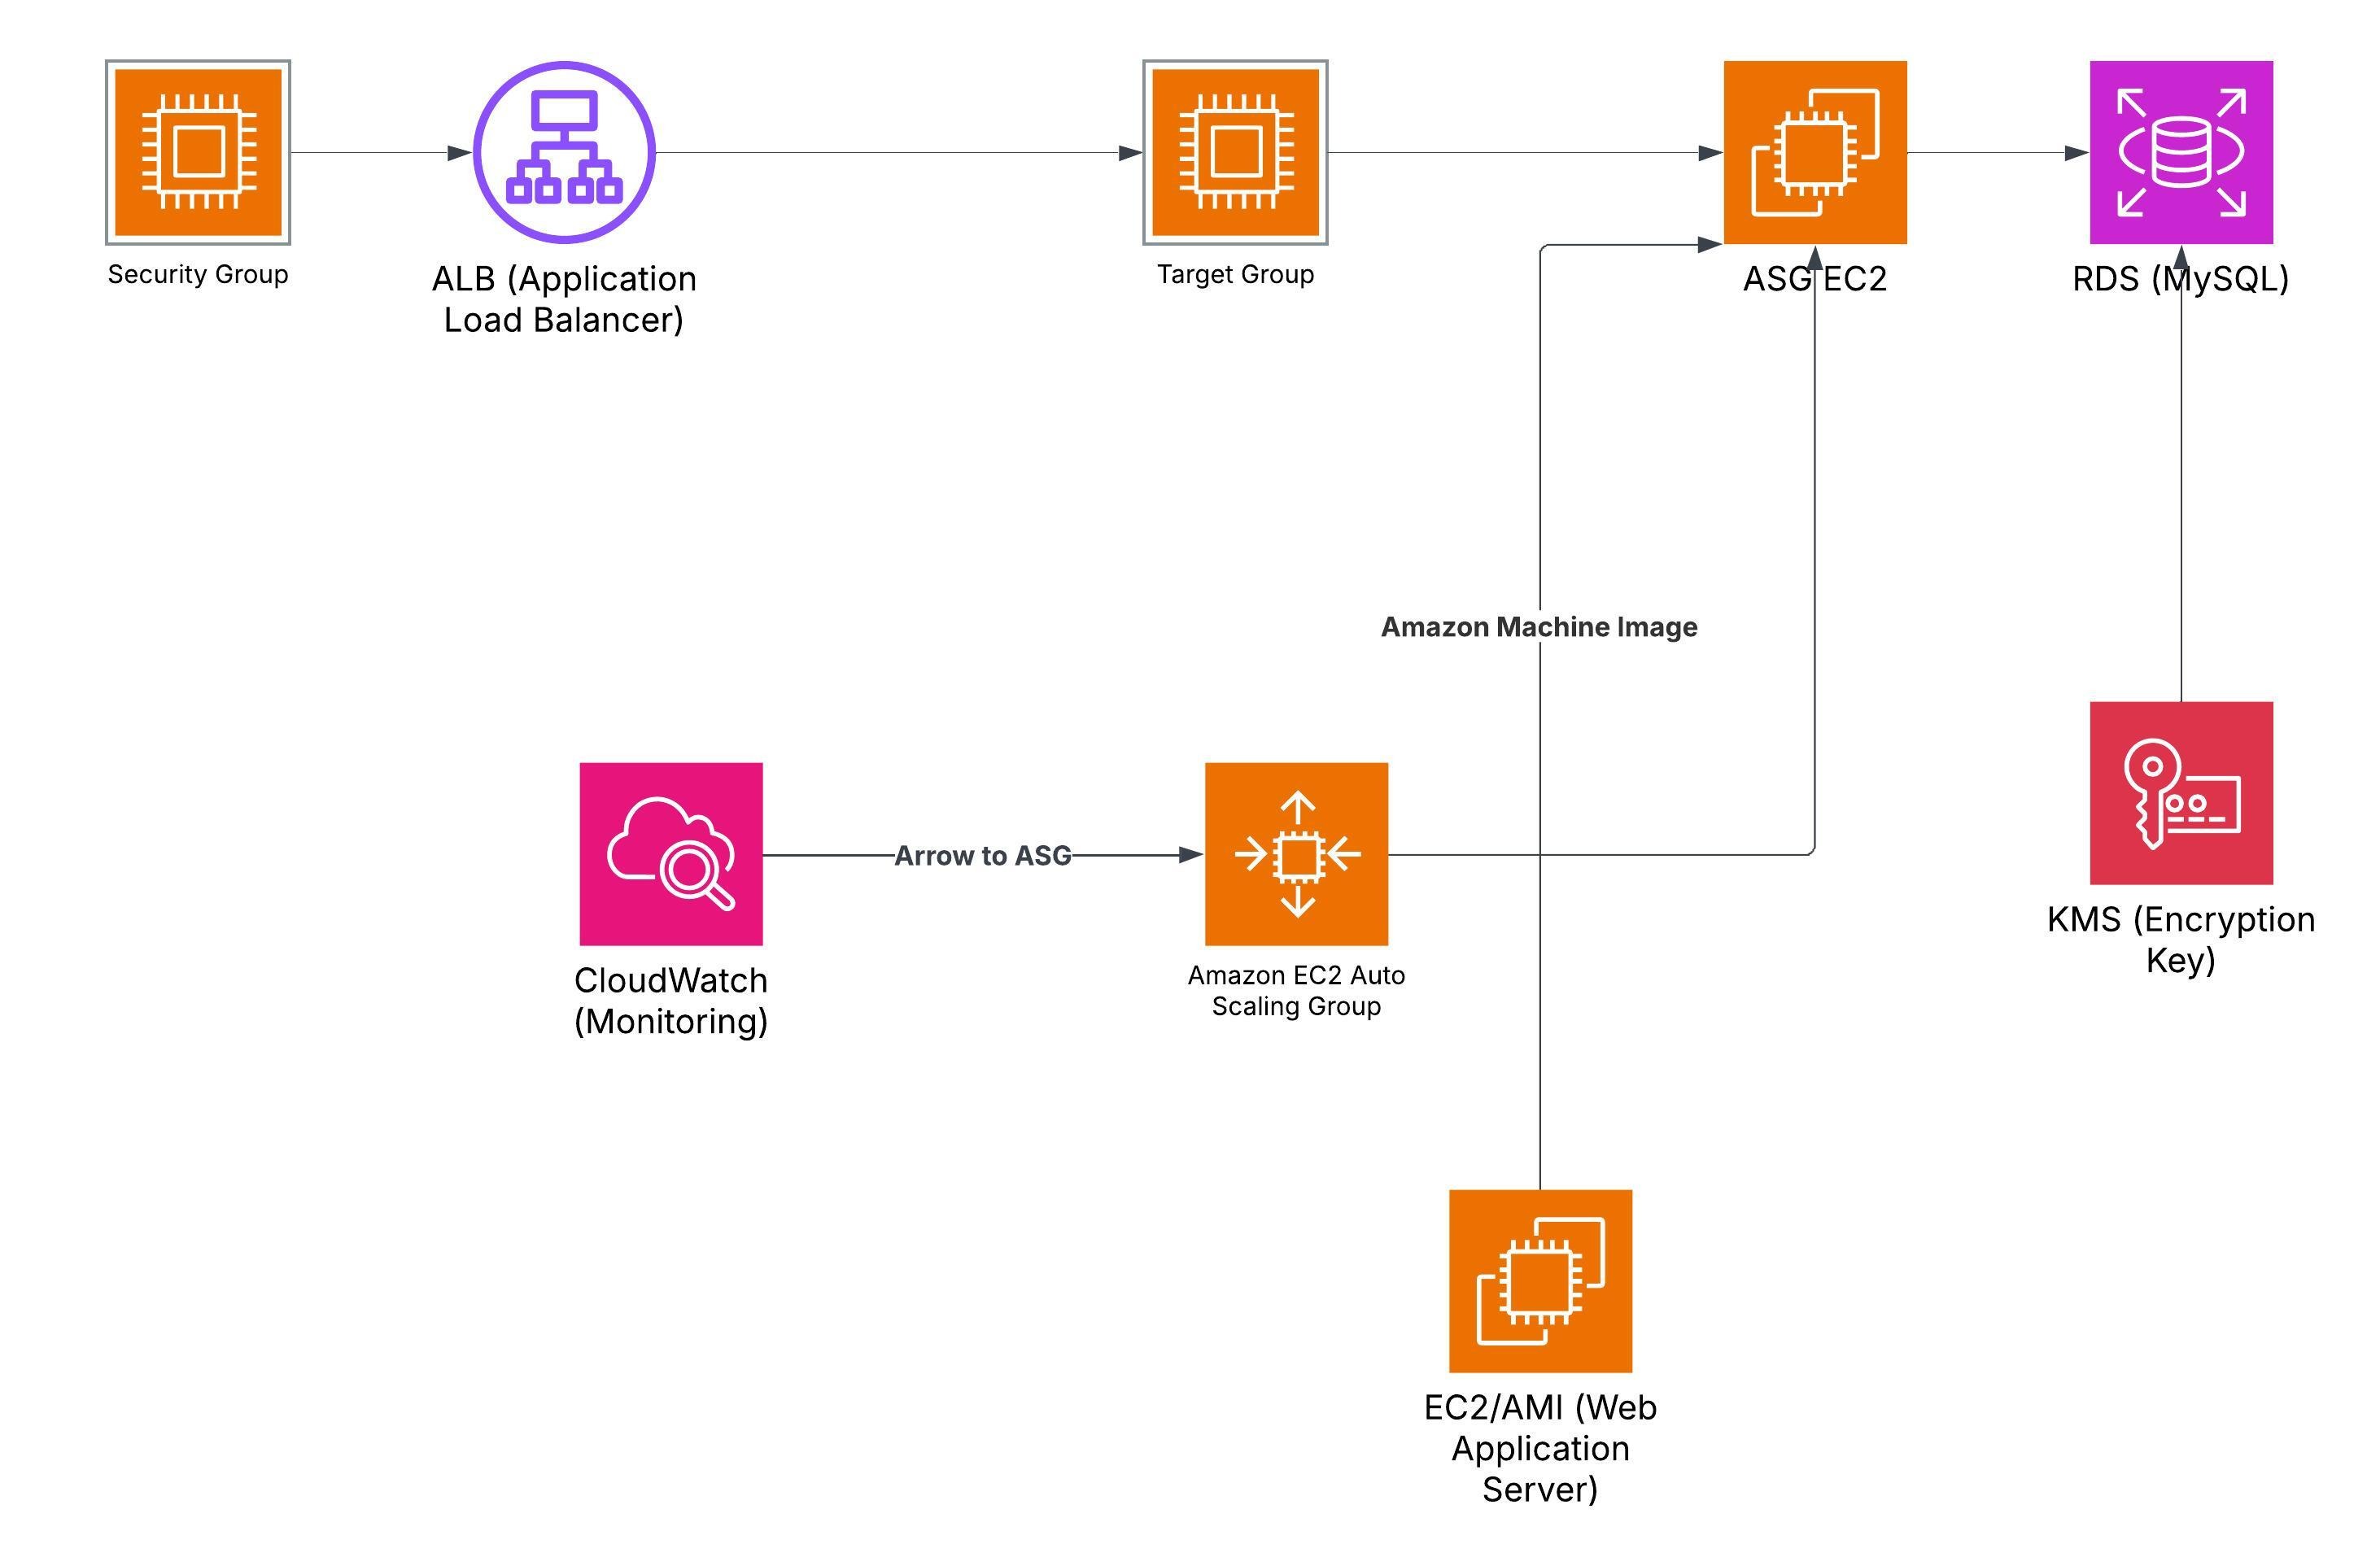 Security Group
ALB (Application
Load Balancer)
Target Group
ASG EC2
RDS (MySQL)
Amazon Machine Image
Arrow to ASG
CloudWatch
(Monitoring)
Amazon EC2 Auto
Scaling Group
KMS (Encryption
Key)
EC2/AMI (Web
Application
Server)